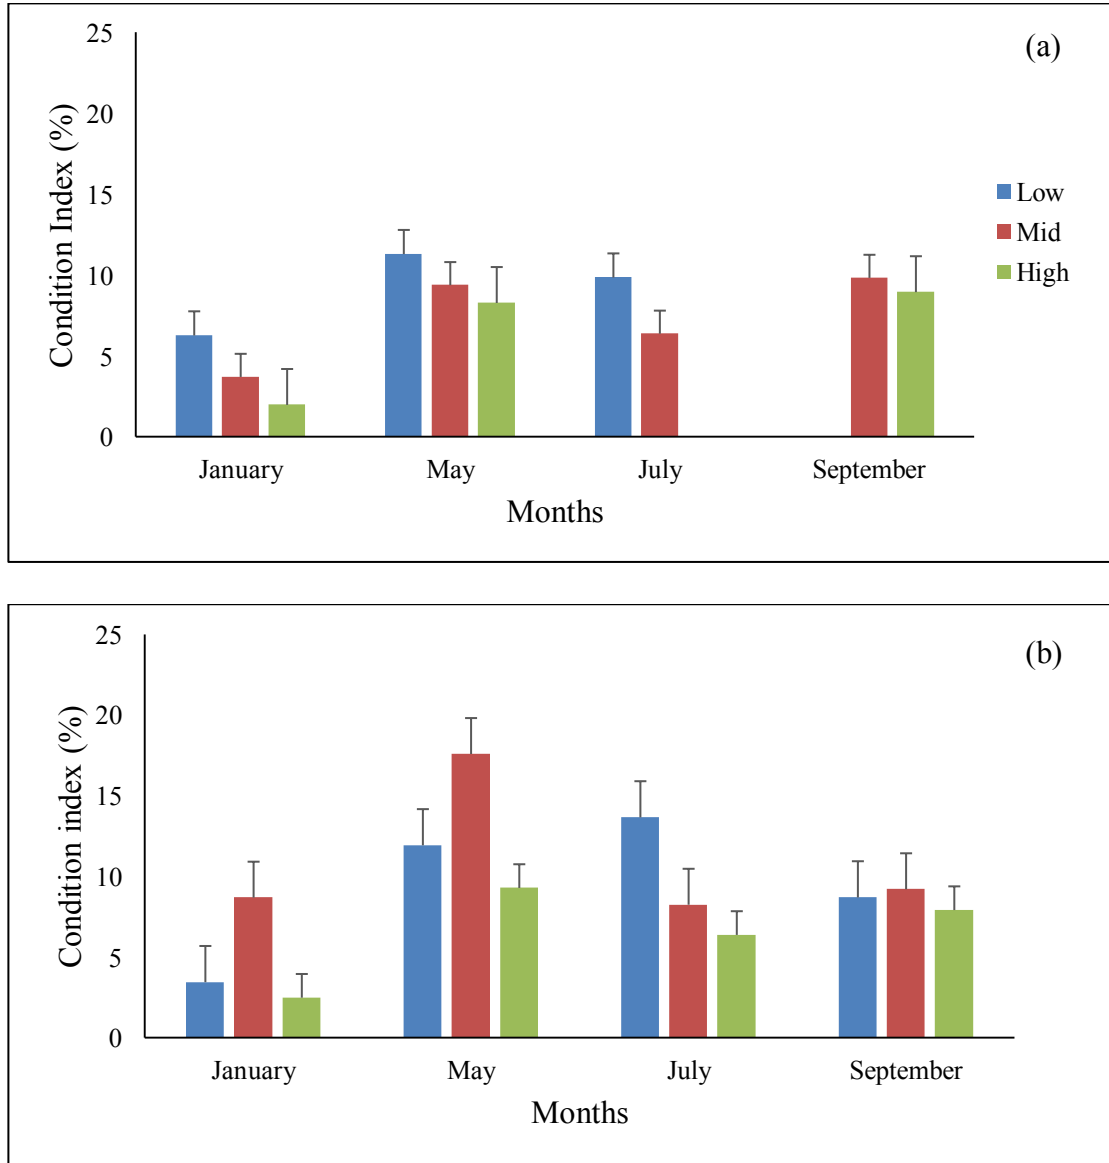 (a)
Condition Index (%)
25
20
15
10
5
0
Low
Mid
High
January May July September
Months
(b)
Condition index (%)
25
20
15
10
5
0
January May July September
Months